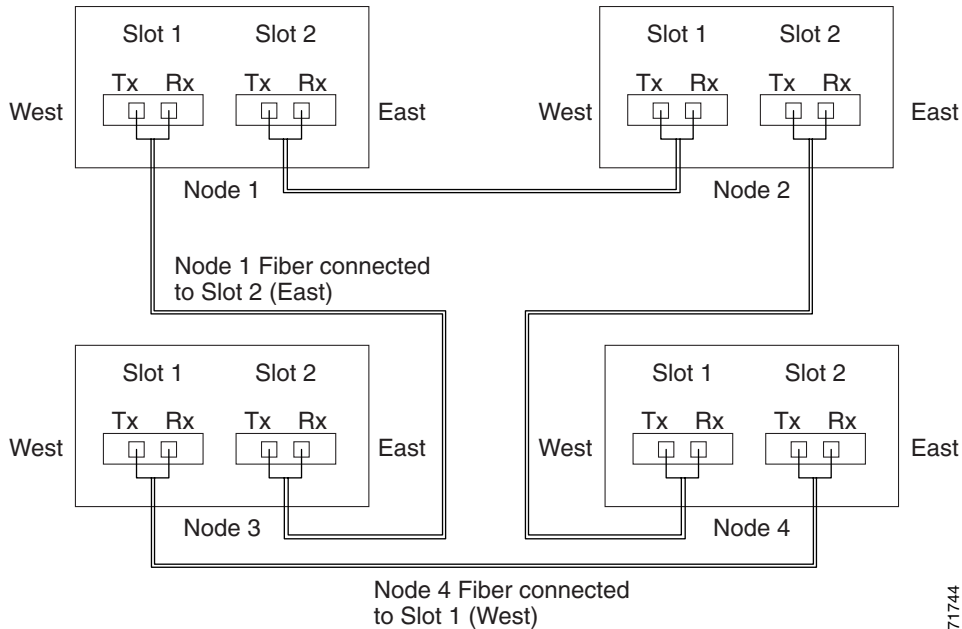 Slot 1 Slot 2 Slot 1 Slot 2
Tx Rx Tx Rx Tx Rx Tx Rx
West East West East
Node 1 Node 2
Node 1 Fiber connected
to Slot 2 (East)
Slot 1 Slot 2 Slot 1 Slot 2
Tx Rx Tx Rx Tx Rx Tx Rx
West East West East
Node 3 Node 4
Node 4 Fiber connected
to Slot 1 (West)
71744